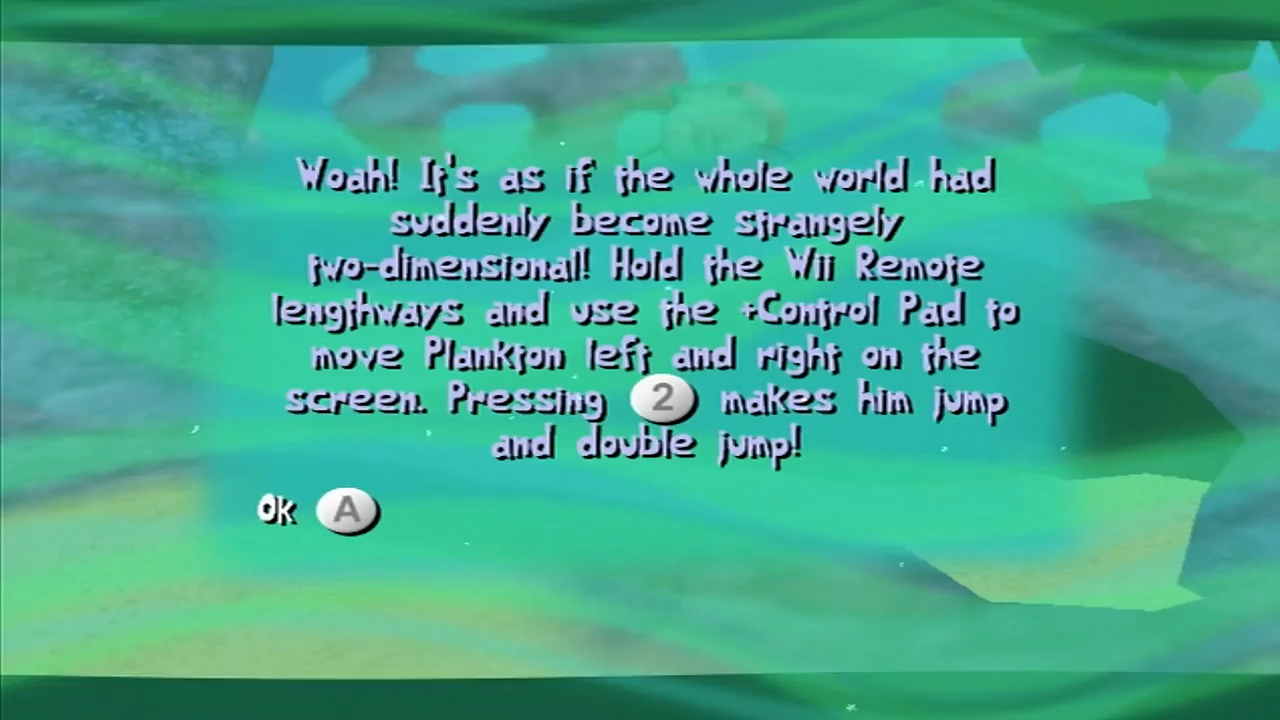 Woah! It's as if the whole world had
suddenly become strangely
two-dimensional! Hold the Wii Remote
lengthways and use the +Control Pad to
move Plankton left and right on the
screen. Pressing 2 makes him jump
and double jump!
OK A